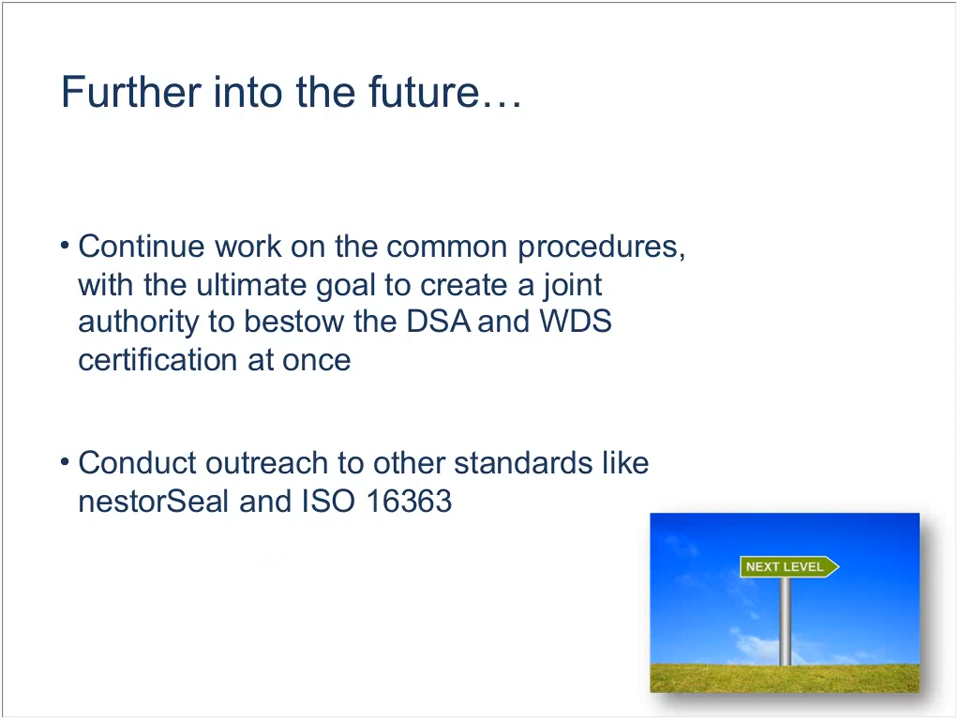 Further into the future…
• Continue work on the common procedures,
with the ultimate goal to create a joint
authority to bestow the DSA and WDS
certification at once
• Conduct outreach to other standards like
nestorSeal and ISO 16363
NEXT LEVEL